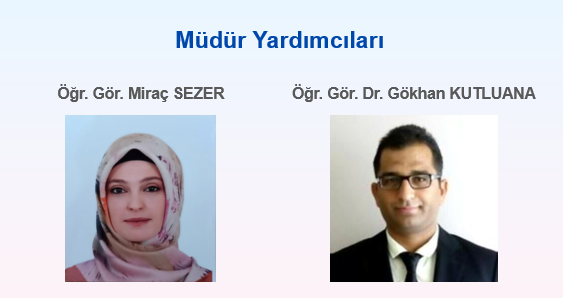 Müdür Yardımcıları
Öğr. Gör. Miraç SEZER
Öğr. Gör. Dr. Gökhan KUTLUANA